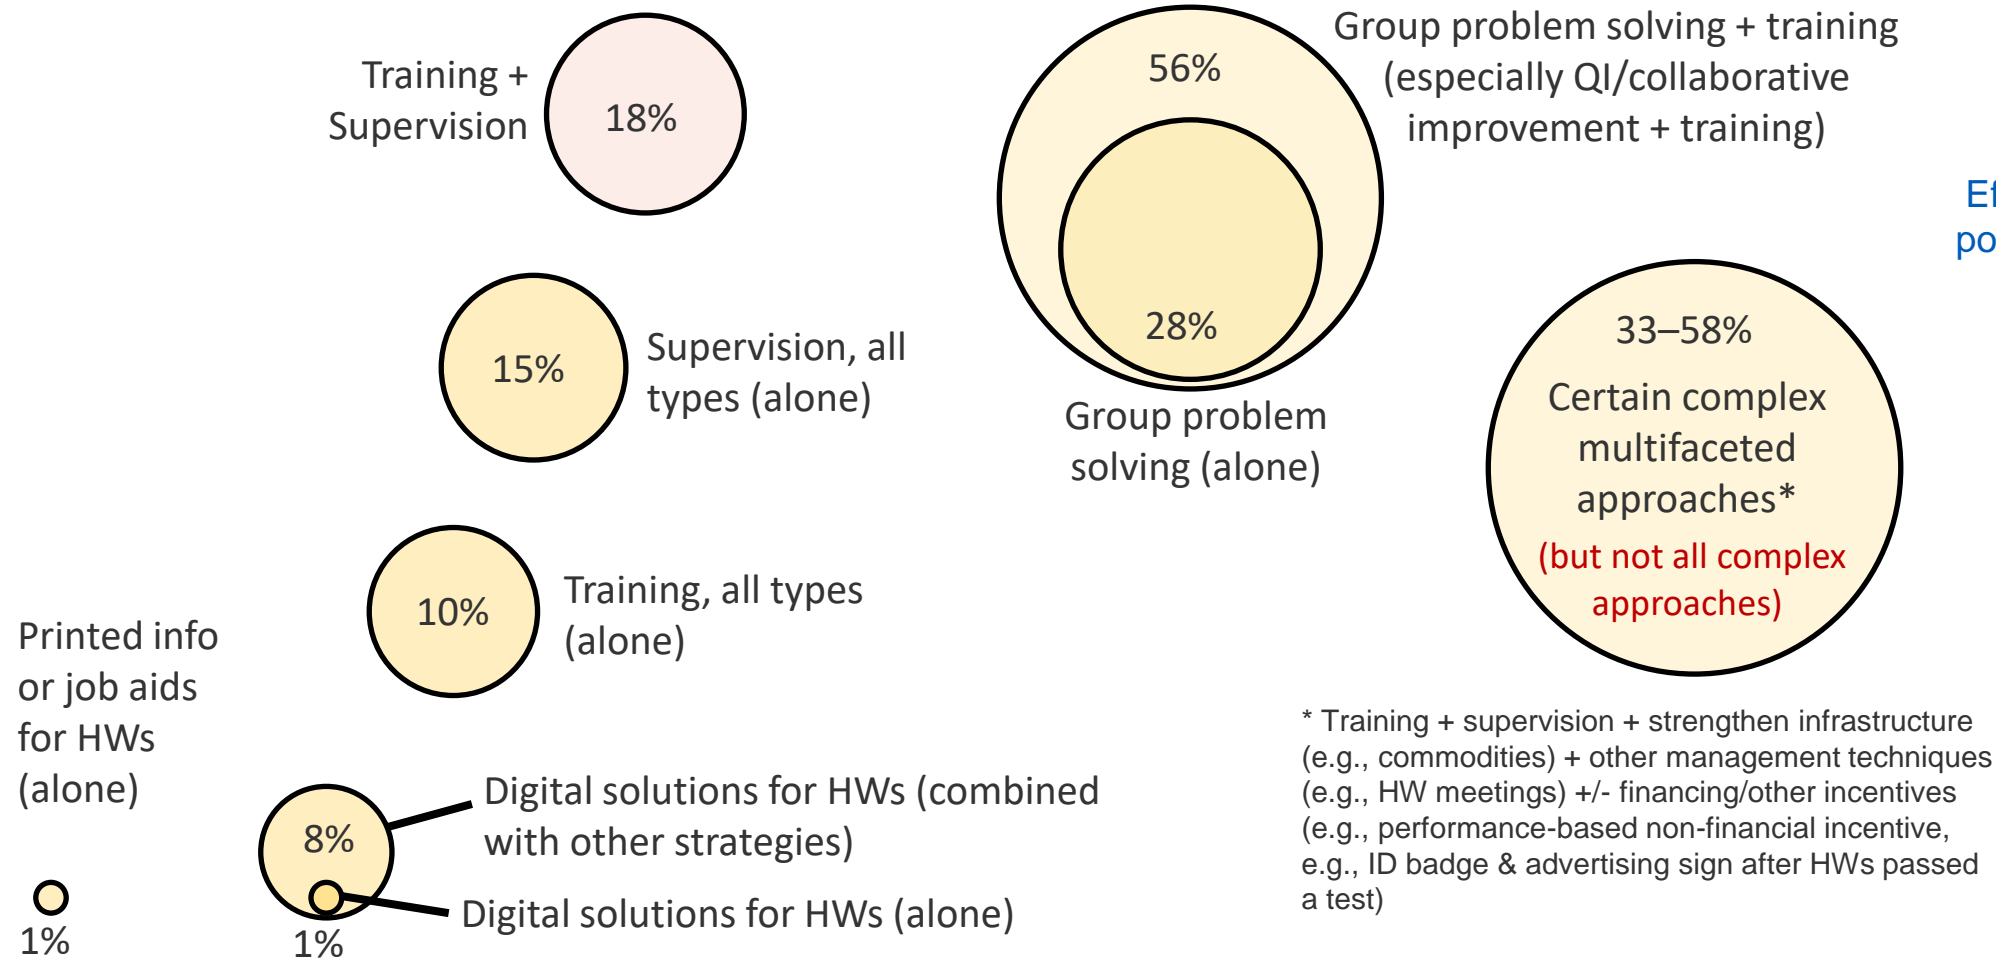 Training +
Supervision
18%
56%
Group problem solving + training
(especially QI/collaborative
improvement + training)
28%
Group problem
solving (alone)
15%
Supervision, all
types (alone)
33–58%
Certain complex
multifaceted
approaches*
(but not all complex
approaches)
10%
Training, all types
(alone)
Printed info
or job aids
for HWs
(alone)
1%
8%
Digital solutions for HWs (combined
with other strategies)
Digital solutions for HWs (alone)
1%
* Training + supervision + strengthen infrastructure
(e.g., commodities) + other management techniques
(e.g., HW meetings) +/- financing/other incentives
(e.g., performance-based non-financial incentive,
e.g., ID badge & advertising sign after HWs passed
a test)